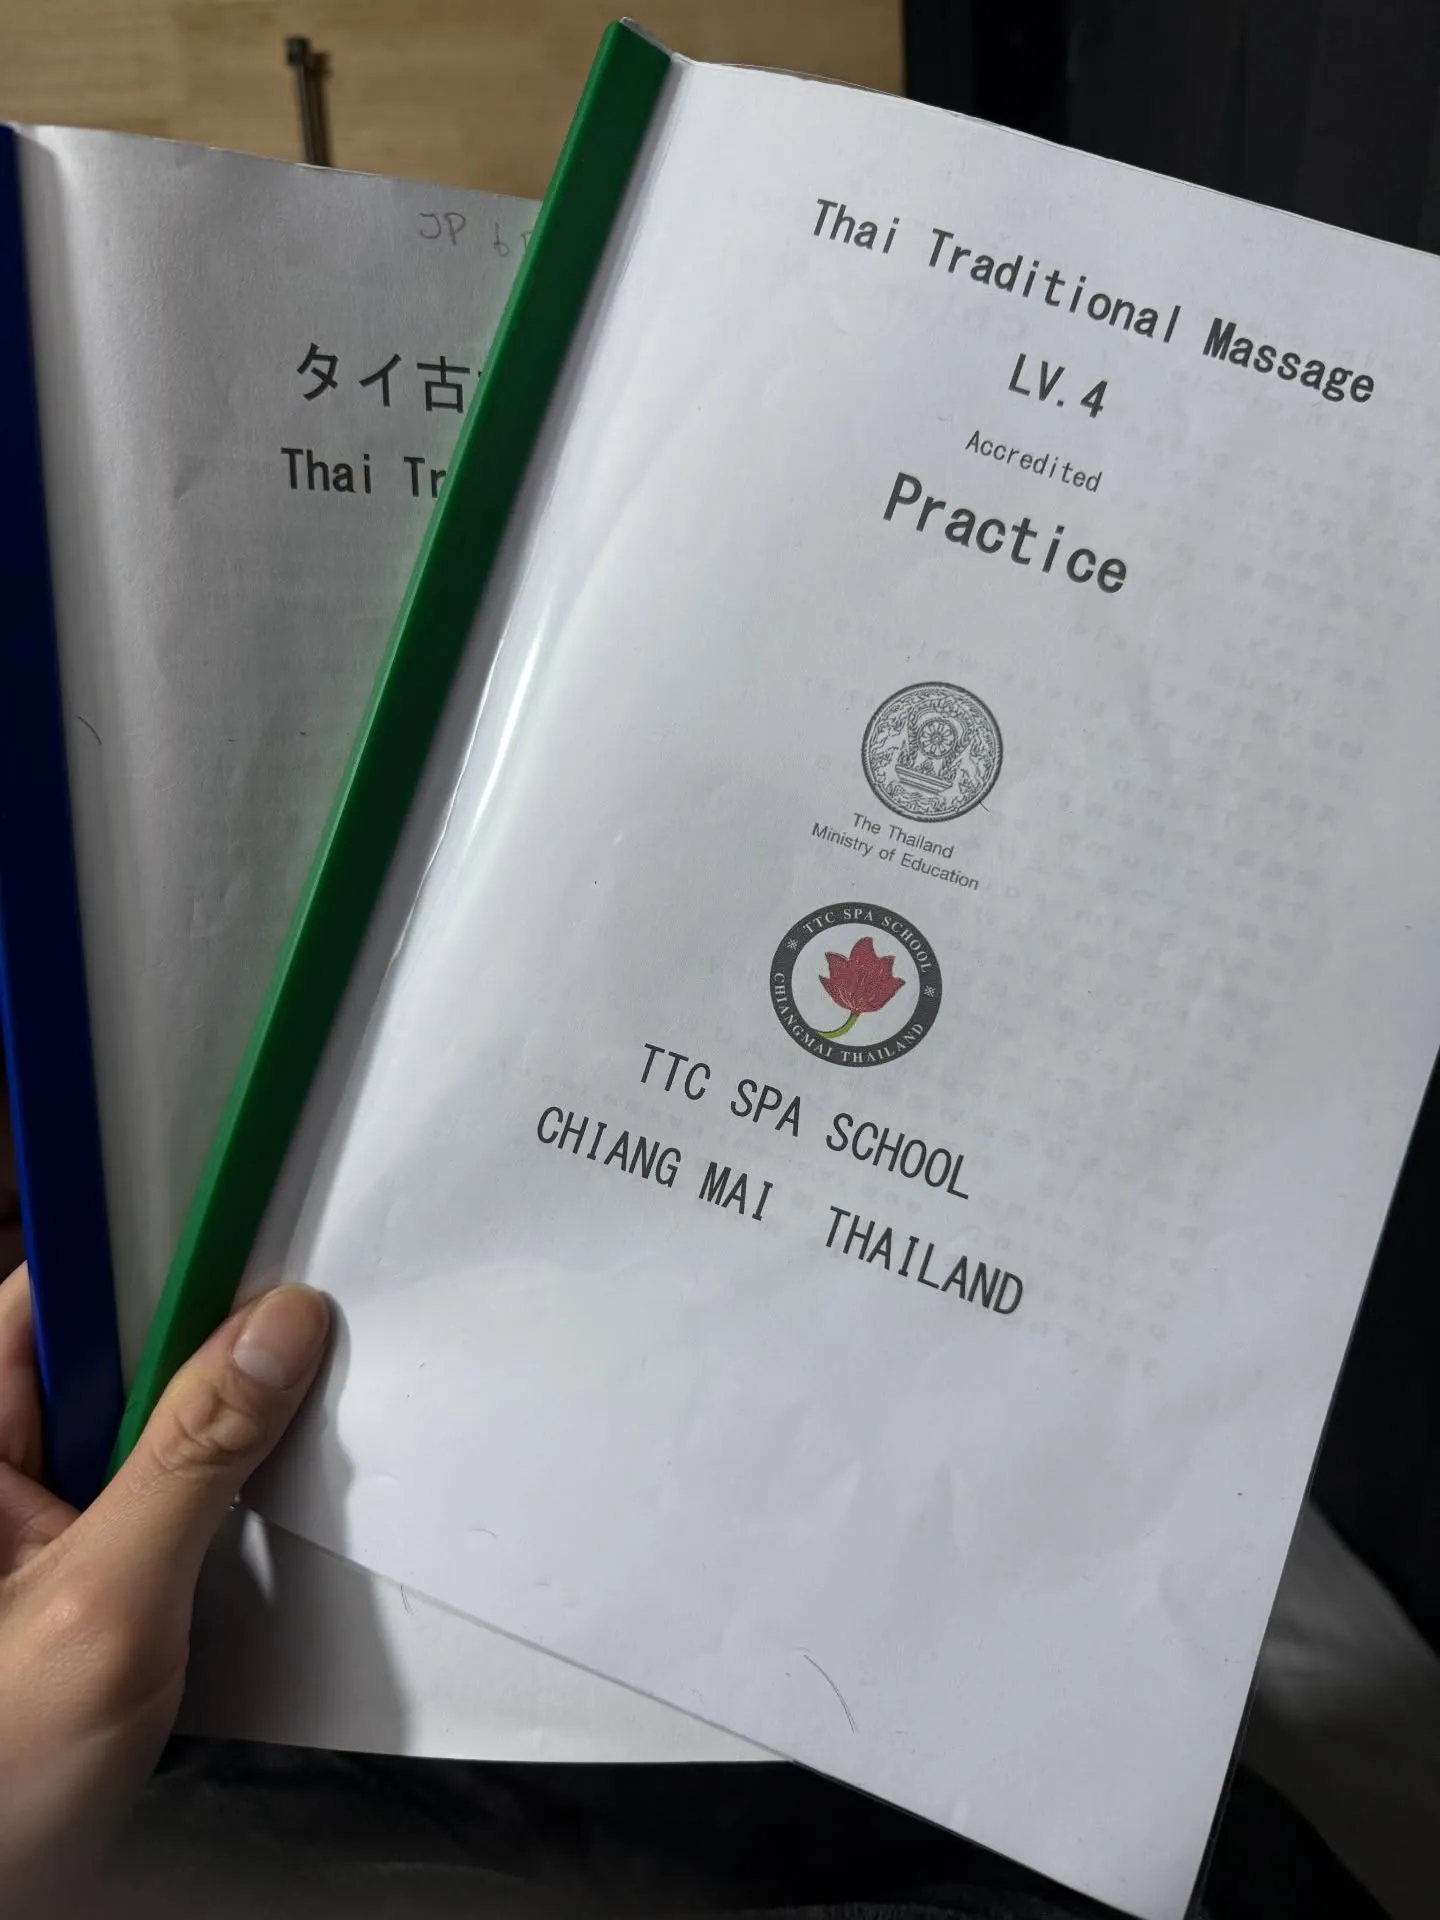 JP
タイ古
Thai Tr
Thai Traditional Massage
LV.4
Accredited
Practice
The Thailand
Ministry of Education
※ TTC SPA SCHOOL ※
CHIANGMAI THAILAND
TTC SPA SCHOOL
CHIANG MAI THAILAND